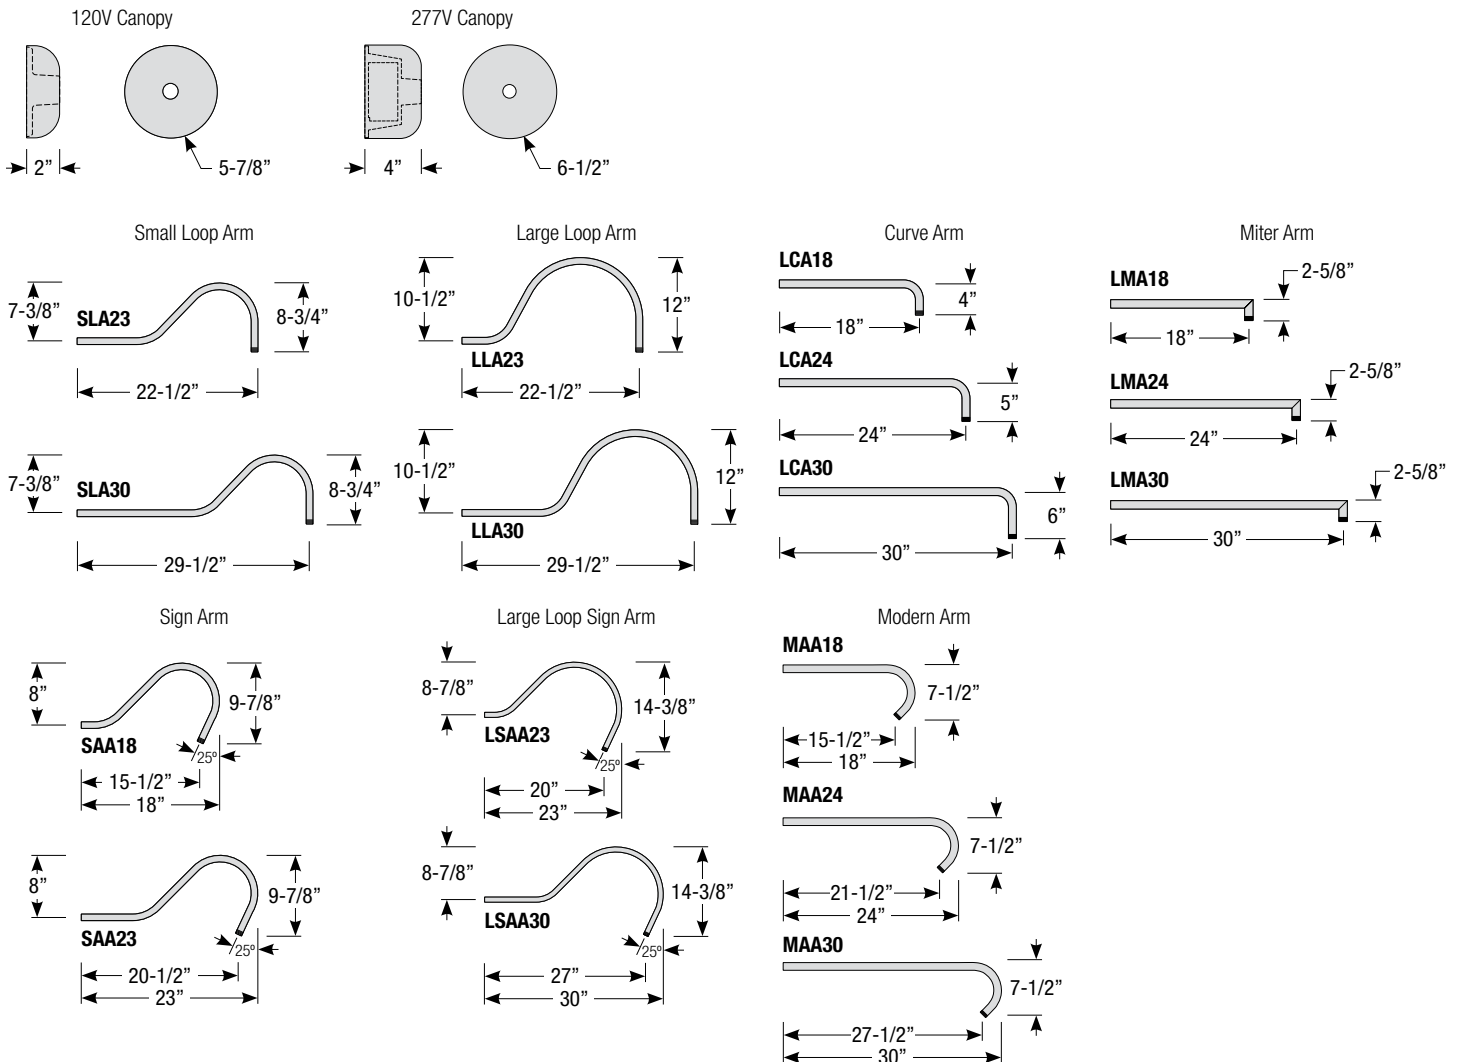 120V Canopy
277V Canopy
2”
5-7/8”
4”
6-1/2”
Small Loop Arm
7-3/8”
SLA23
8-3/4”
22-1/2”
7-3/8”
SLA30
8-3/4”
29-1/2”
Large Loop Arm
10-1/2”
12”
LLA23
22-1/2”
10-1/2”
12”
LLA30
29-1/2”
Curve Arm
LCA18
4”
18”
LCA24
5”
24”
LCA30
6”
30”
Miter Arm
2-5/8”
LMA18
18”
2-5/8”
LMA24
24”
2-5/8”
LMA30
30”
Sign Arm
8”
9-7/8”
SAA18
25º
15-1/2”
18”
8”
9-7/8”
SAA23
25º
20-1/2”
23”
Large Loop Sign Arm
8-7/8”
14-3/8”
LSAA23
25º
20”
23”
8-7/8”
14-3/8”
LSAA30
25º
27”
30”
Modern Arm
MAA18
7-1/2”
15-1/2”
18”
MAA24
7-1/2”
21-1/2”
24”
MAA30
7-1/2”
27-1/2”
30”